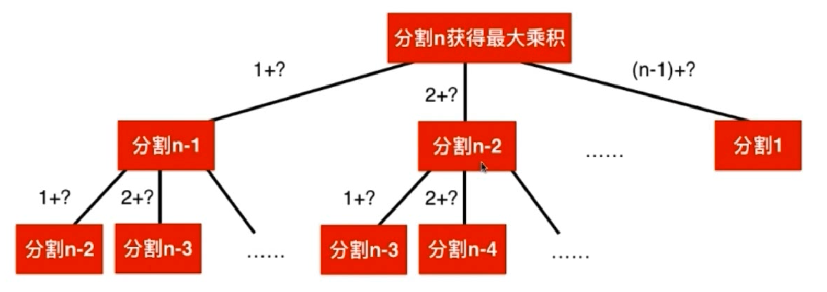 分割n获得最大乘积
1+?
2+?
(n-1)+?
分割n-1
分割n-2
......
分割1
1+?
2+?
1+?
2+?
分割n-2
分割n-3
......
分割n-3
分割n-4
......